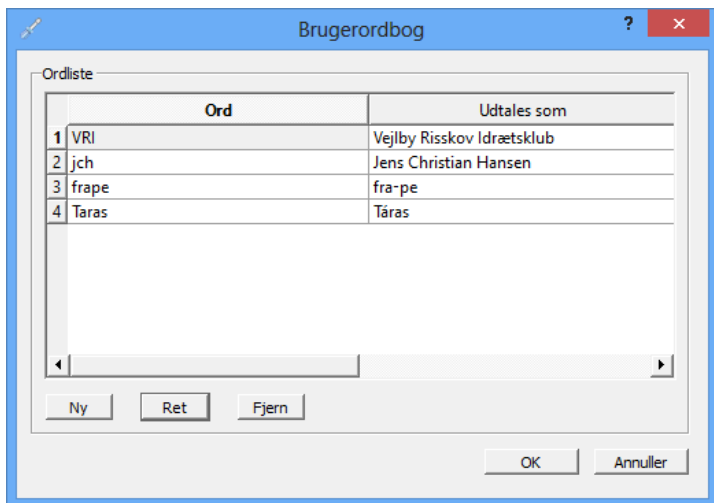 Brugerordbog ?
Ordliste
Ord Udtales som
1 VRI Vejlby Risskov Idrætsklub
2 jch Jens Christian Hansen
3 frape fra-pe
4 Taras Táras
Ny Ret Fjern
OK Annuller